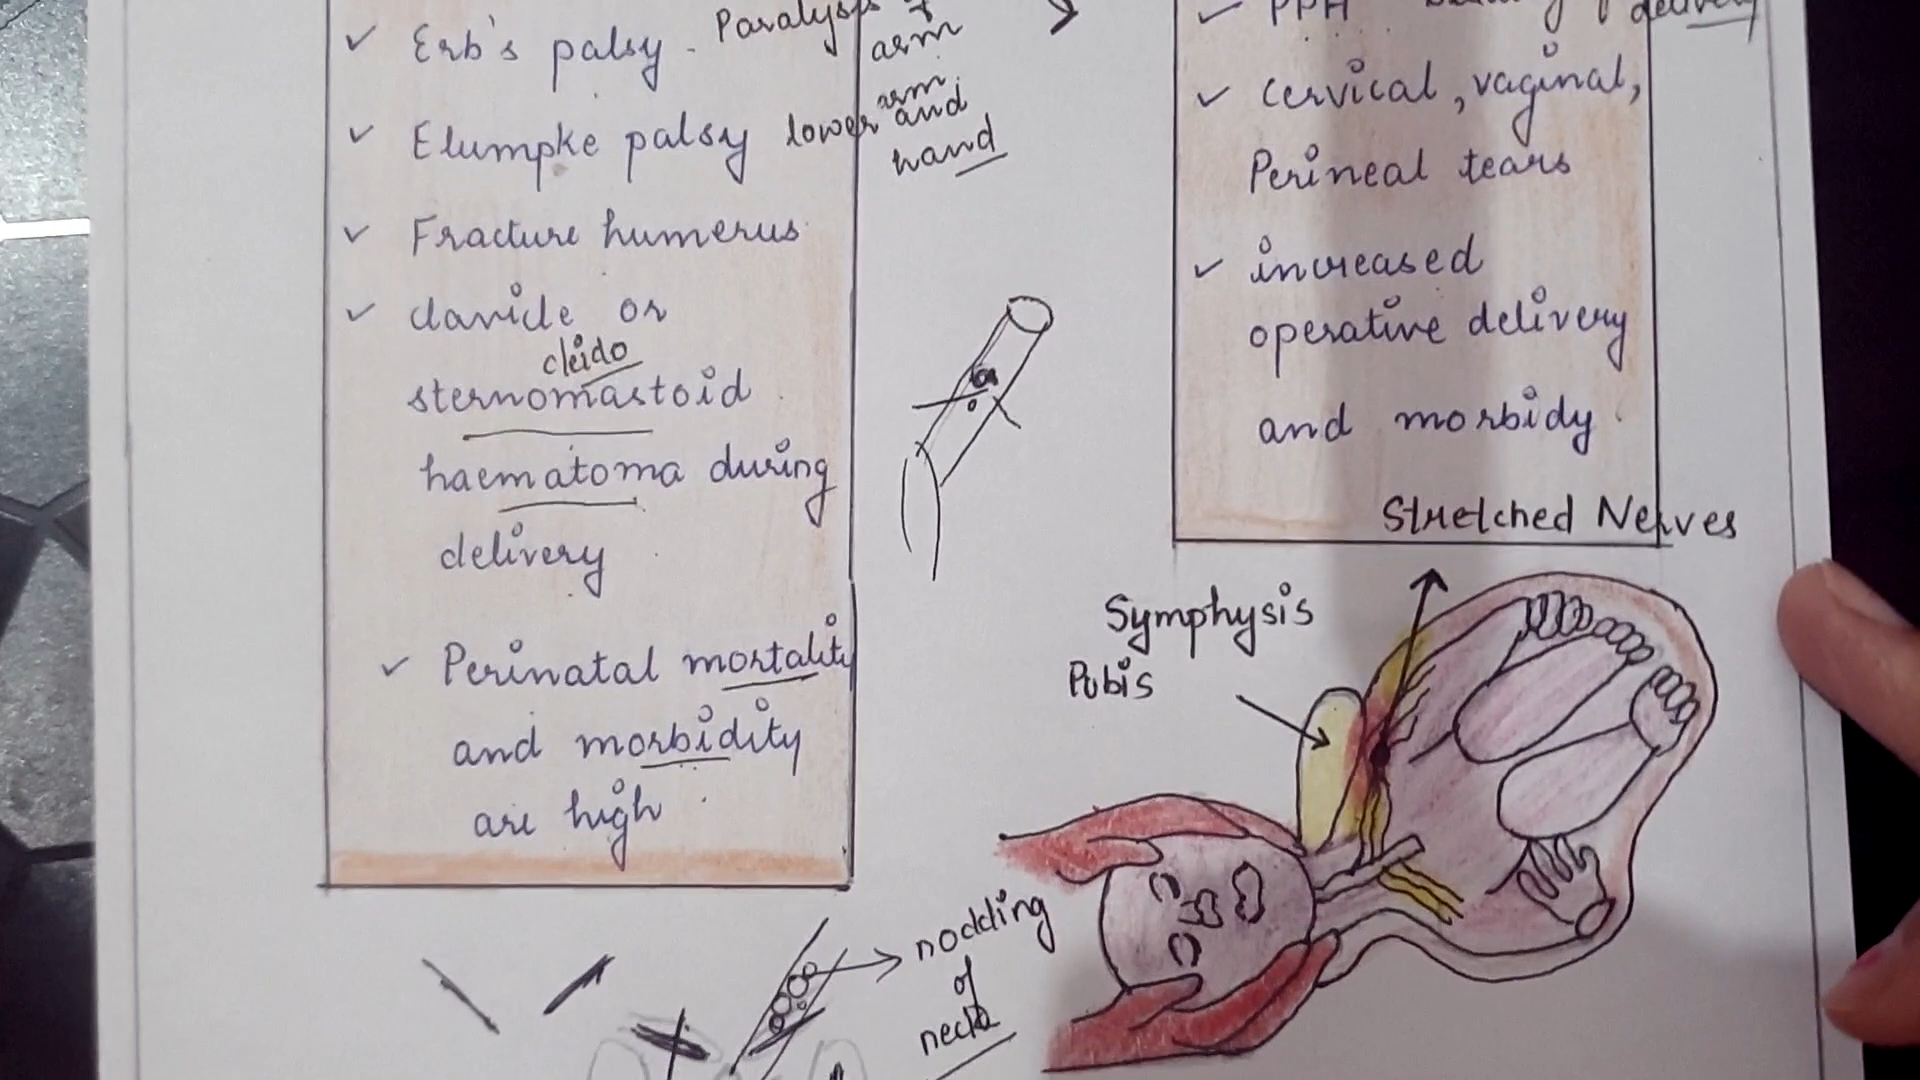 Erb's palsy - Paralysis
arm
Elumpke palsy lower arm and
hand
Fracture humerus
clavicle or
cleido
sternomastoid
haematoma during
delivery
Perinatal mortality
and morbidity
are high
PPH
delivery
cervical, vaginal,
Perineal tears
increased
operative delivery
and morbidy
Stretched Nerves
Symphysis
Pubis
nodding
of
neck